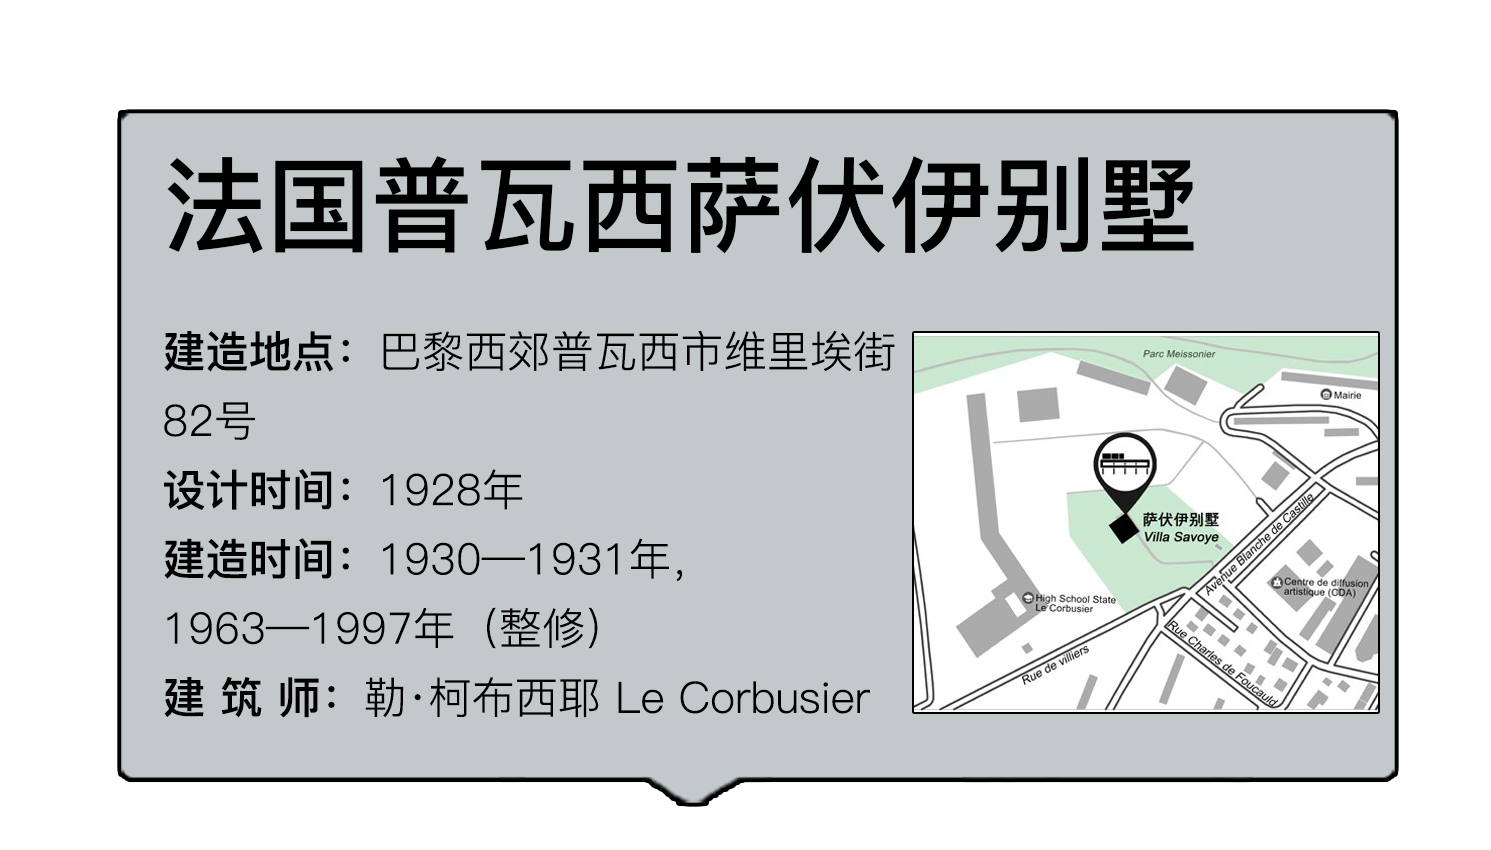 法国普瓦西萨伏伊别墅
建造地点：巴黎西郊普瓦西市维里埃街
82号
设计时间：1928年
建造时间：1930—1931年，
1963—1997年（整修）
建 筑 师：勒·柯布西耶 Le Corbusier
Parc Meissonier
Mairie
萨伏伊别墅
Villa Savoye
Avenue Blanche de Castille
Centre de diffusion
artistique (CDA)
High School State
Le Corbusier
Rue de villiers
Rue Charles de Foucauld